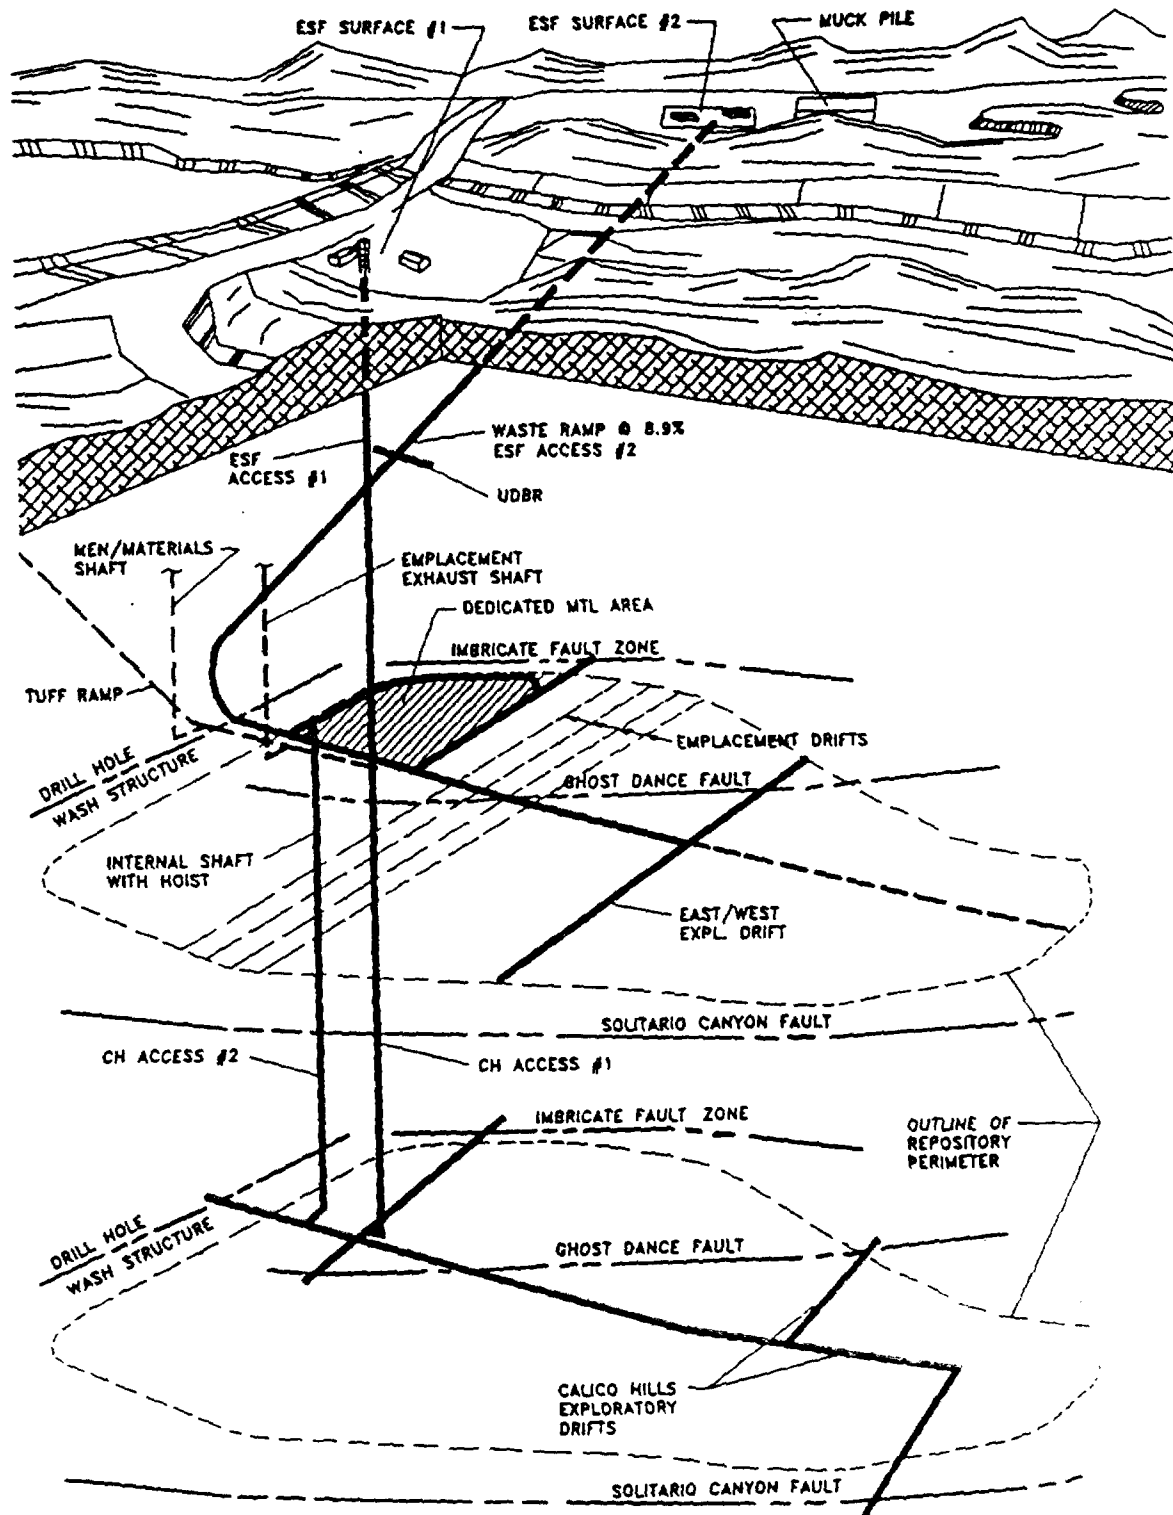 ESF SURFACE #1
ESF SURFACE #2
MUCK PILE
WASTE RAMP @ 8.9%
ESF ACCESS #2
ESF
ACCESS #1
UDBR
MEN/MATERIALS
SHAFT
EMPLACEMENT
EXHAUST SHAFT
DEDICATED MTL AREA
IMBRICATE FAULT ZONE
TUFF RAMP
EMPLACEMENT DRIFTS
DRILL HOLE
WASH STRUCTURE
GHOST DANCE FAULT
INTERNAL SHAFT
WITH HOIST
EAST/WEST
EXPL. DRIFT
SOLITARIO CANYON FAULT
CH ACCESS #2
CH ACCESS #1
IMBRICATE FAULT ZONE
OUTLINE OF
REPOSITORY
PERIMETER
DRILL HOLE
WASH STRUCTURE
GHOST DANCE FAULT
CALICO HILLS
EXPLORATORY
DRIFTS
SOLITARIO CANYON FAULT